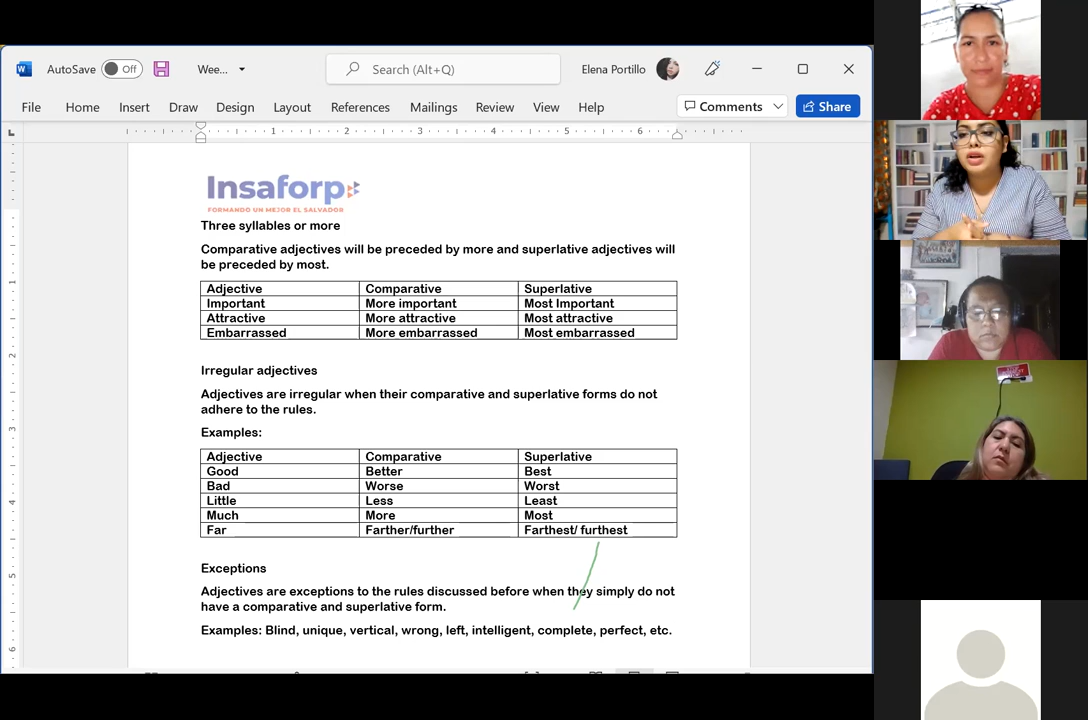 AutoSave Off Wee... Search (Alt+Q) Elena Portillo
File Home Insert Draw Design Layout References Mailings Review View Help Comments Share
1 2 3 4 5 6
Insaforp
FORMANDO UN MEJOR EL SALVADOR
Three syllables or more
Comparative adjectives will be preceded by more and superlative adjectives will
be preceded by most.
Adjective Comparative Superlative
Important More important Most Important
Attractive More attractive Most attractive
Embarrassed More embarrassed Most embarrassed
Irregular adjectives
Adjectives are irregular when their comparative and superlative forms do not
adhere to the rules.
Examples:
Adjective Comparative Superlative
Good Better Best
Bad Worse Worst
Little Less Least
Much More Most
Far Farther/further Farthest/ furthest
Exceptions
Adjectives are exceptions to the rules discussed before when they simply do not
have a comparative and superlative form.
Examples: Blind, unique, vertical, wrong, left, intelligent, complete, perfect, etc.